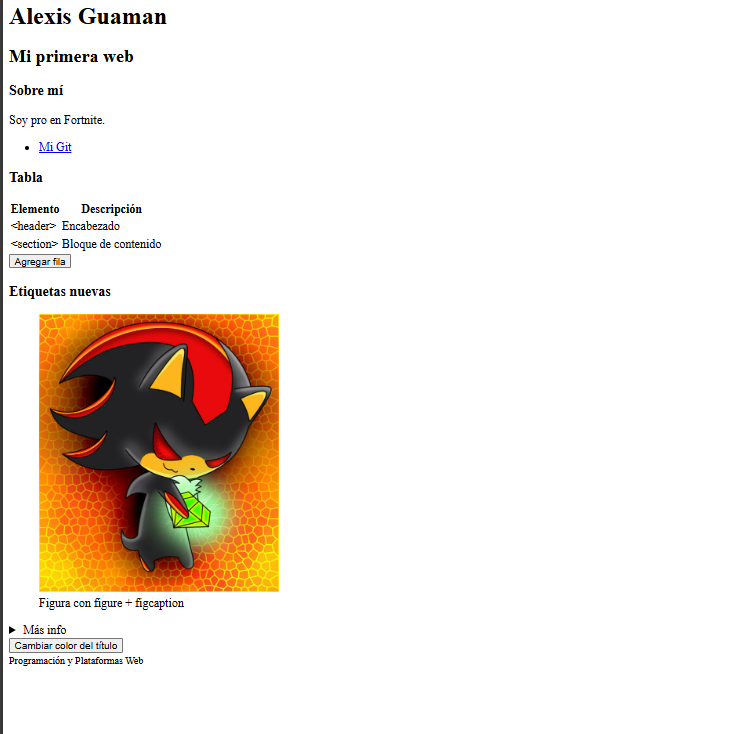 Alexis Guaman
Mi primera web
Sobre mí
Soy pro en Fortnite.
Mi Git
Tabla
Elemento Descripción
<header> Encabezado
<section> Bloque de contenido
Agregar fila
Etiquetas nuevas
Figura con figure + figcaption
Más info
Cambiar color del título
Programación y Plataformas Web